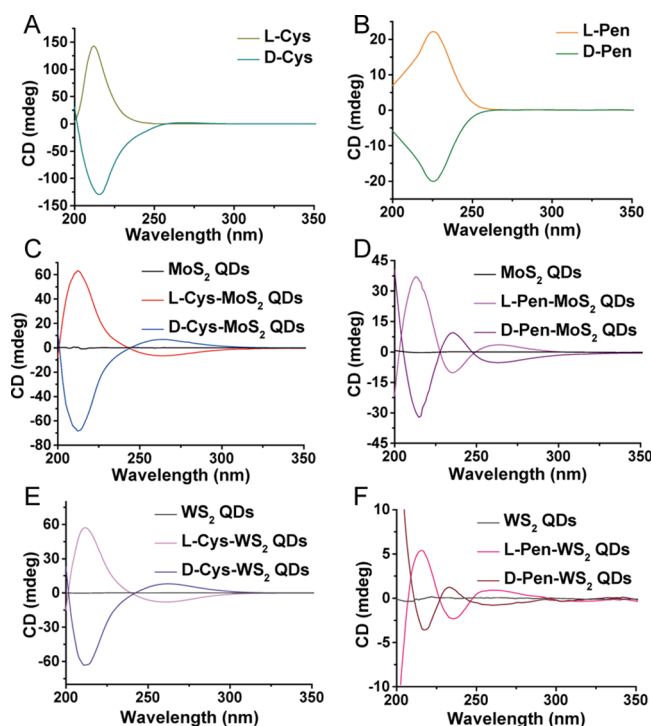 A
L-Cys
D-Cys
CD (mdeg)
150
100
50
0
-50
-100
-150
200
250
300
350
Wavelength (nm)
B
L-Pen
D-Pen
CD (mdeg)
20
10
0
-10
-20
200
250
300
350
Wavelength (nm)
C
MoS₂ QDs
L-Cys-MoS₂ QDs
D-Cys-MoS₂ QDs
CD (mdeg)
60
40
20
0
-20
-40
-60
-80
200
250
300
350
Wavelength (nm)
D
MoS₂ QDs
L-Pen-MoS₂ QDs
D-Pen-MoS₂ QDs
CD (mdeg)
45
30
15
0
-15
-30
-45
200
250
300
350
Wavelength (nm)
E
WS₂ QDs
L-Cys-WS₂ QDs
D-Cys-WS₂ QDs
CD (mdeg)
60
30
0
-30
-60
200
250
300
350
Wavelength (nm)
F
WS₂ QDs
L-Pen-WS₂ QDs
D-Pen-WS₂ QDs
CD (mdeg)
10
5
0
-5
-10
200
250
300
350
Wavelength (nm)